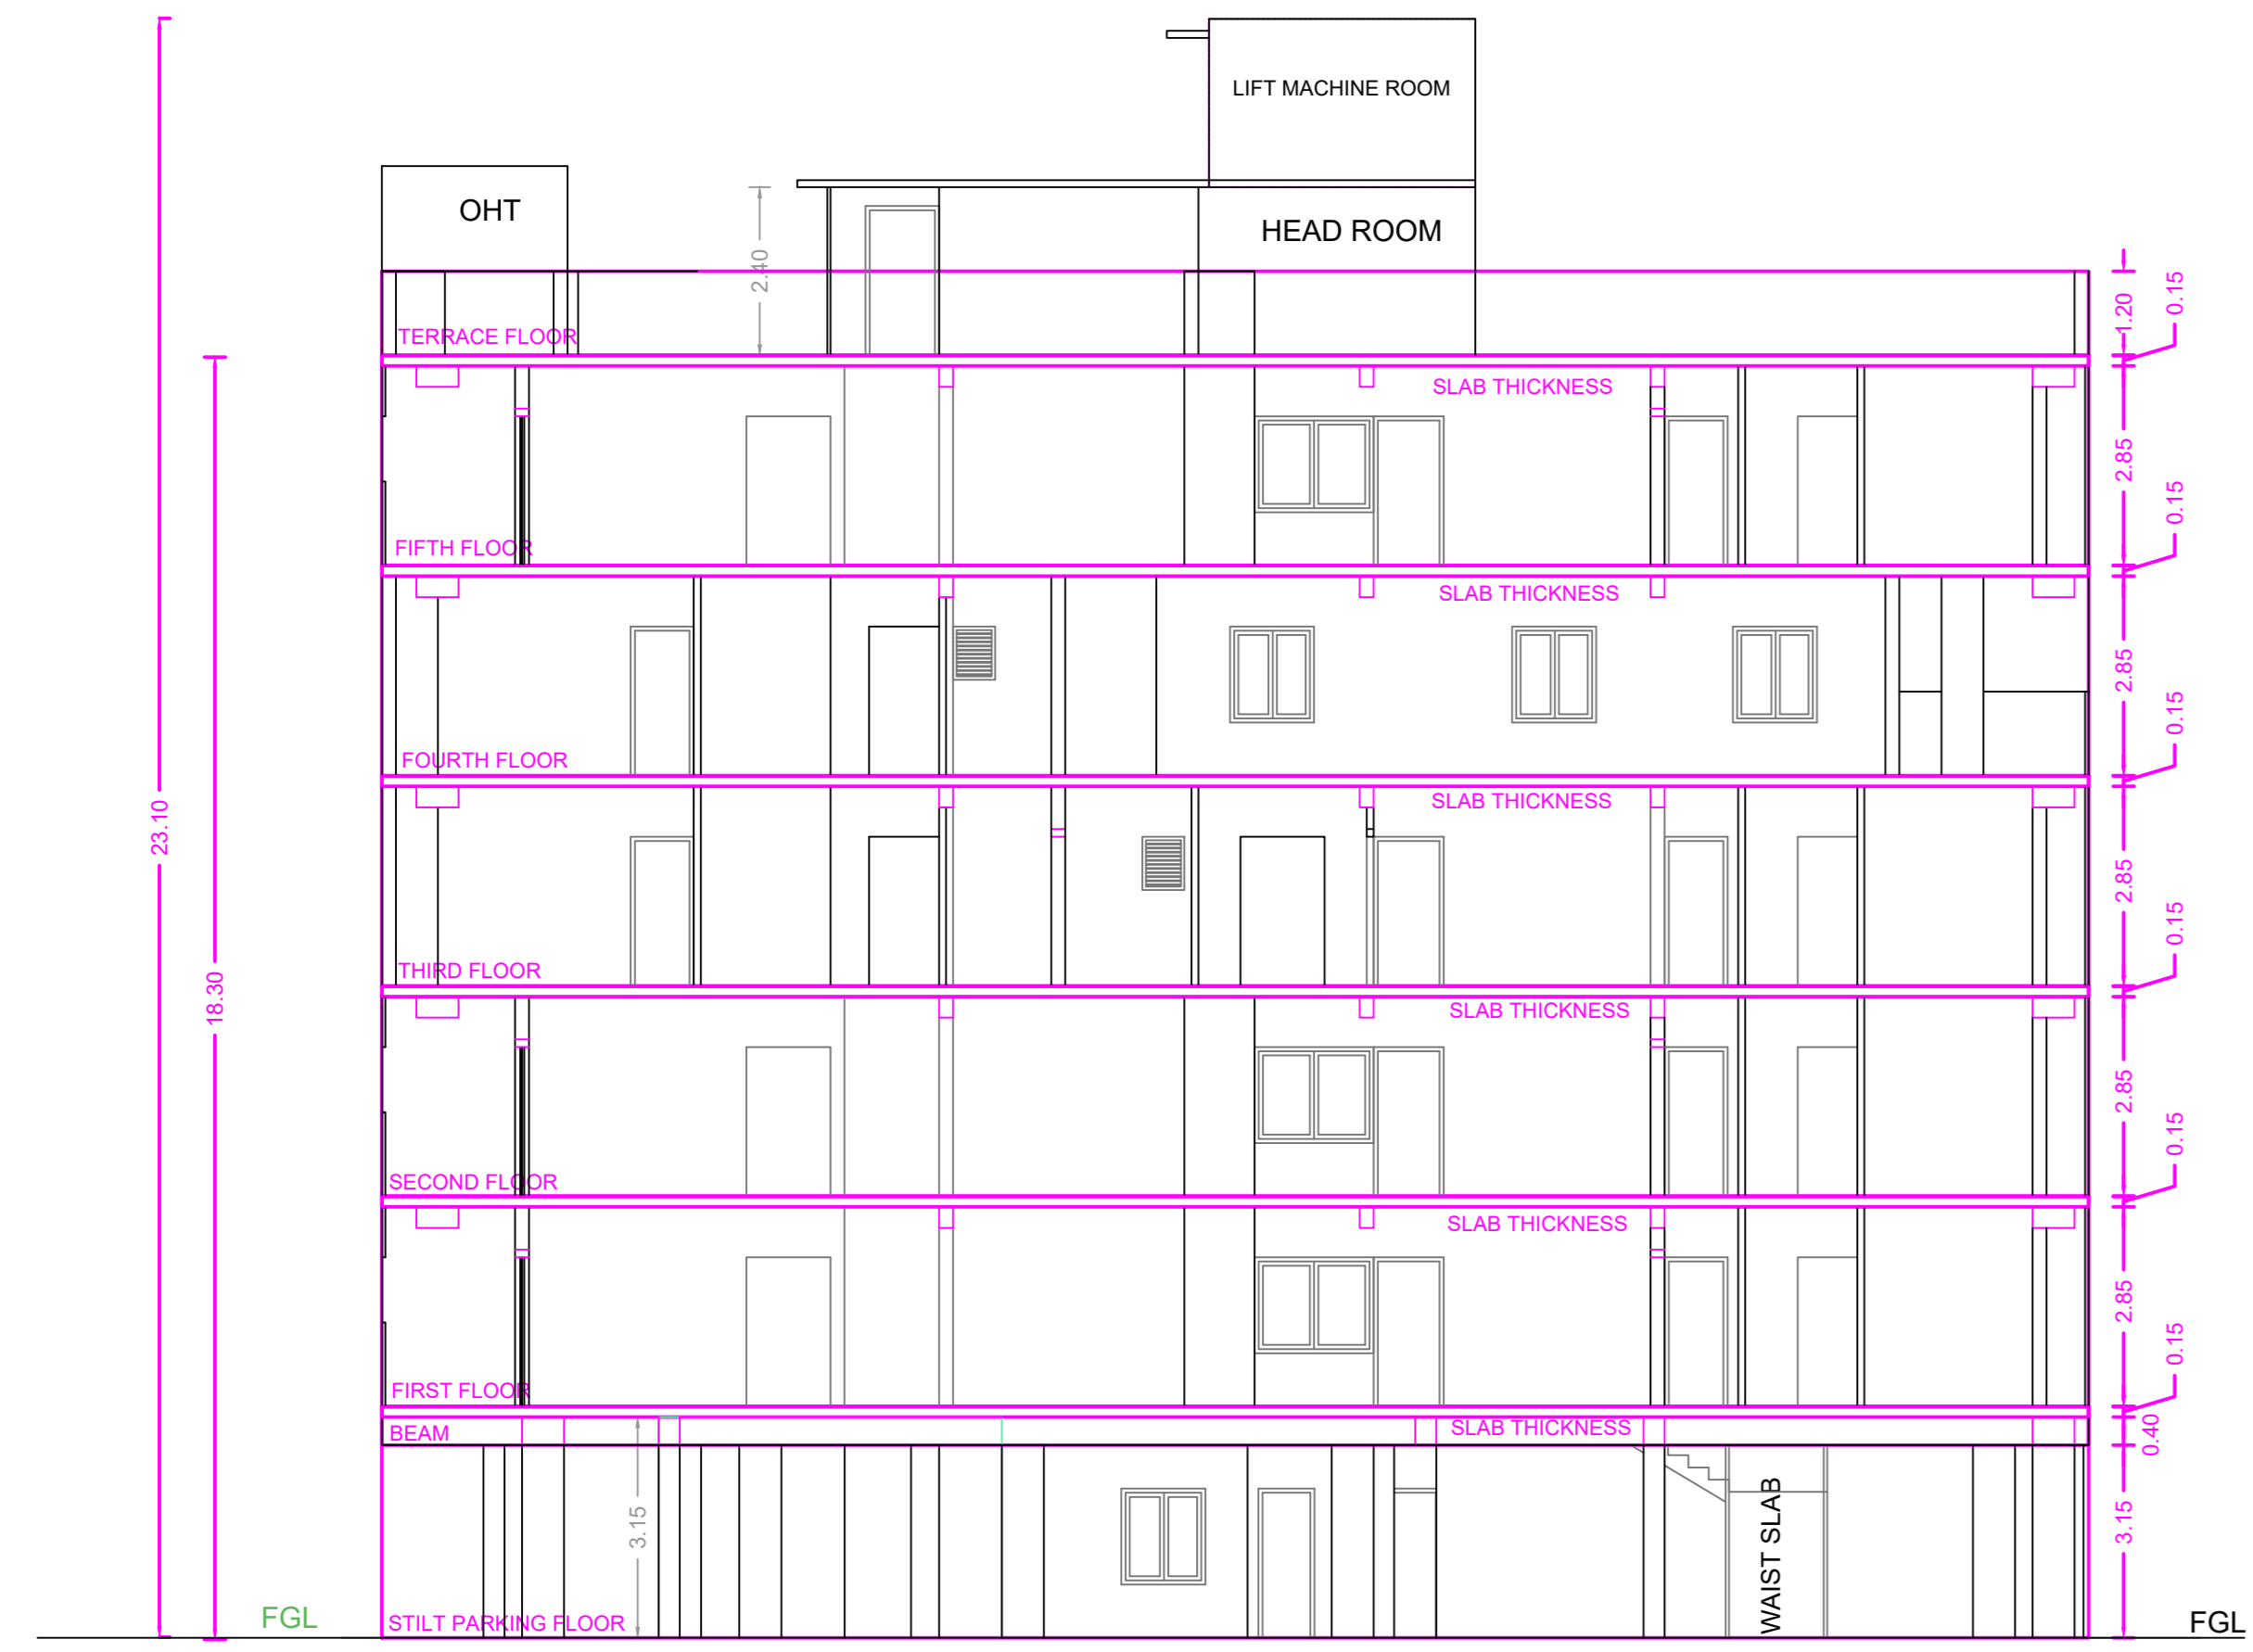 LIFT MACHINE ROOM
OHT
HEAD ROOM
2.40
1.20
0.15
TERRACE FLOOR
SLAB THICKNESS
2.85
0.15
FIFTH FLOOR
SLAB THICKNESS
2.85
0.15
FOURTH FLOOR
SLAB THICKNESS
23.10
2.85
0.15
THIRD FLOOR
18.30
SLAB THICKNESS
2.85
0.15
SECOND FLOOR
SLAB THICKNESS
2.85
0.15
FIRST FLOOR
BEAM
SLAB THICKNESS
0.40
3.15
3.15
WAIST SLAB
FGL
STILT PARKING FLOOR
FGL